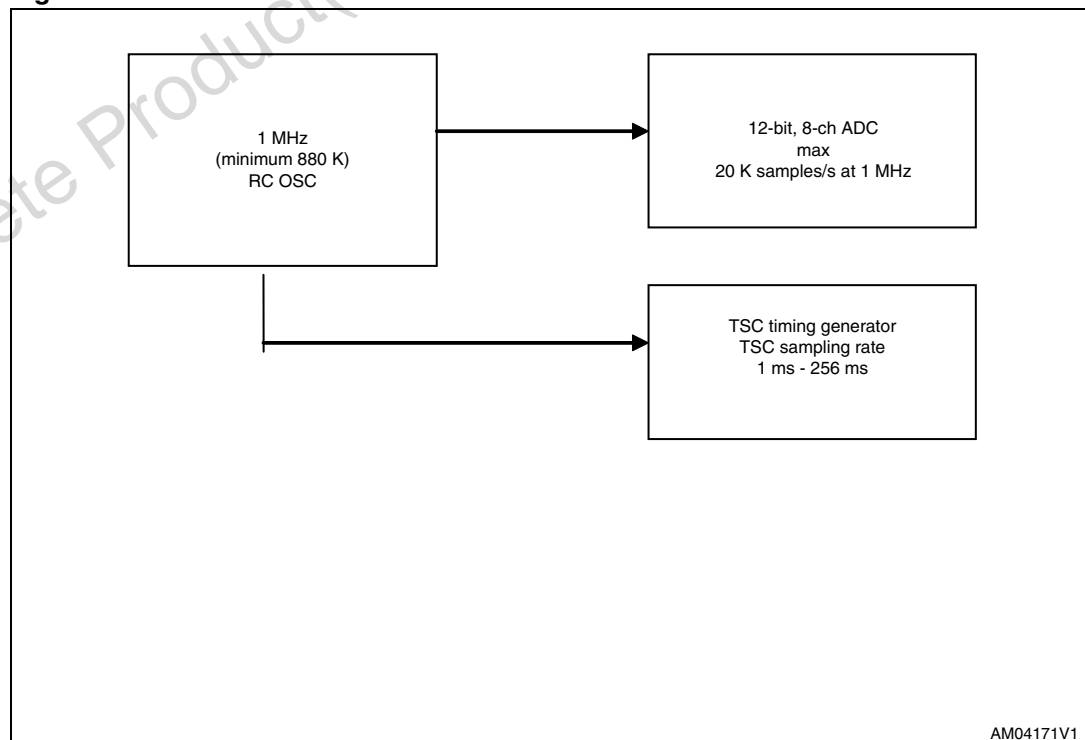 1 MHz
(minimum 880 K)
RC OSC
12-bit, 8-ch ADC
max
20 K samples/s at 1 MHz
TSC timing generator
TSC sampling rate
1 ms - 256 ms
AM04171V1